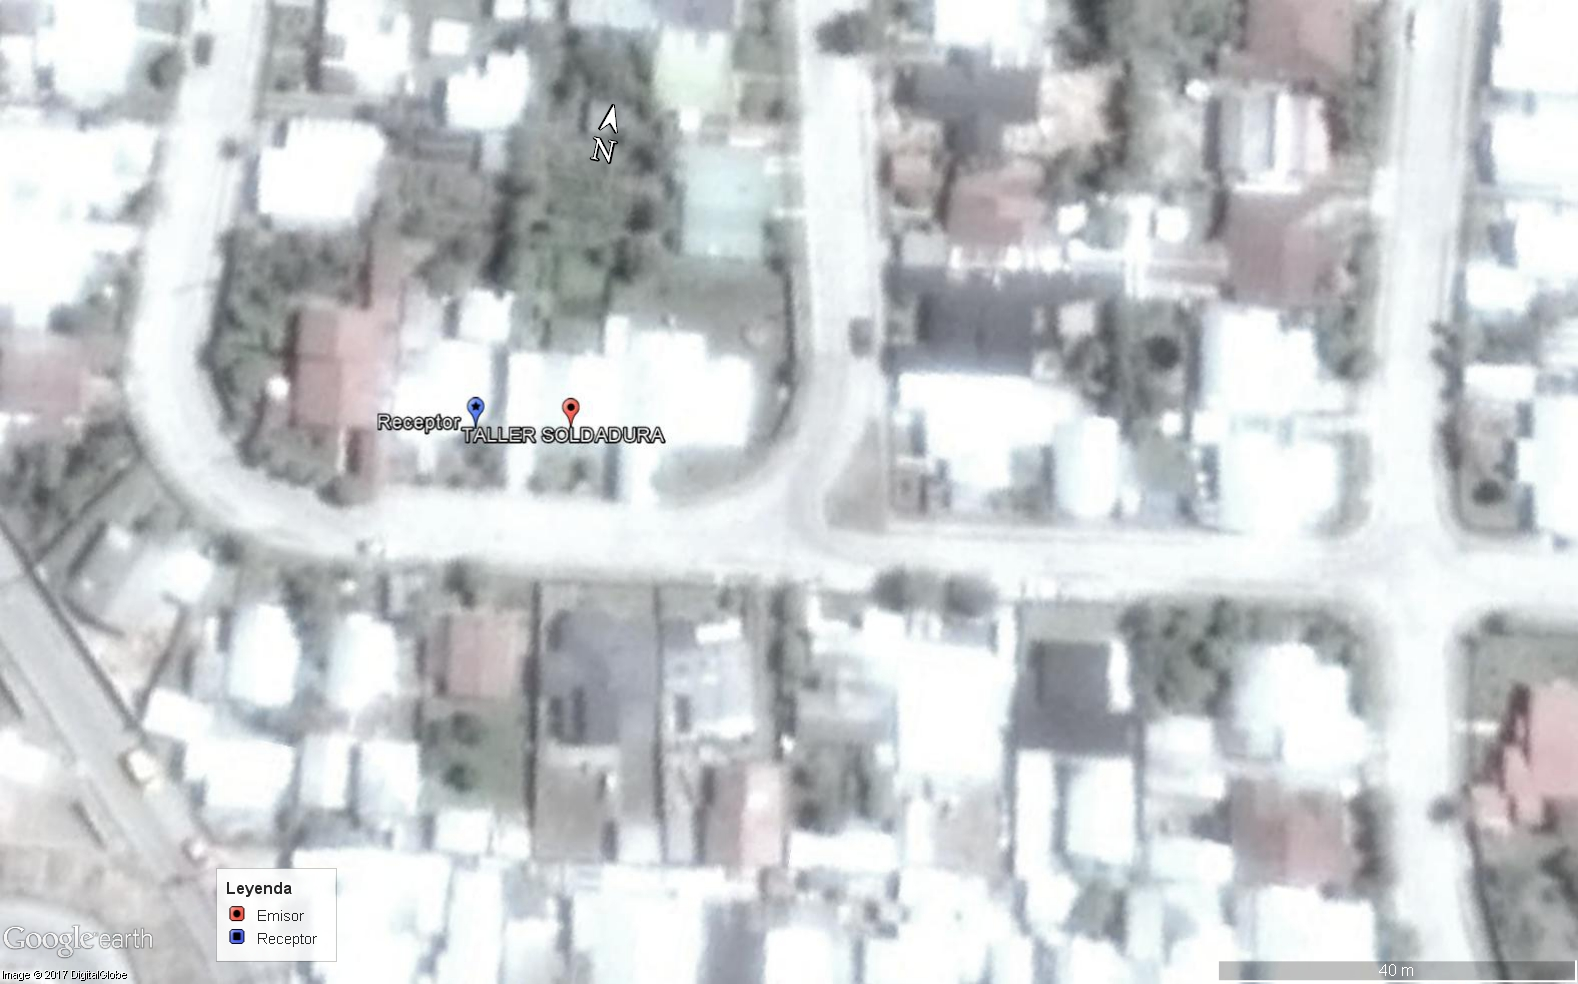 N
Receptor
TALLER SOLDADURA
Leyenda
Emisor
Receptor
Google earth
Image © 2017 DigitalGlobe
40 m